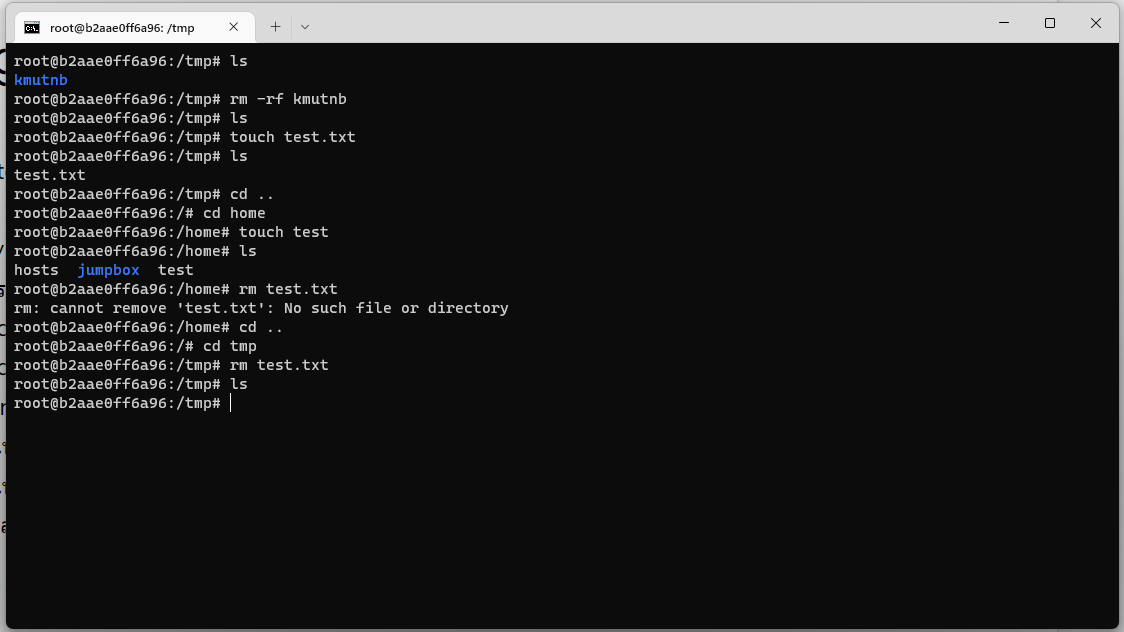 root@b2aae0ff6a96: /tmp
root@b2aae0ff6a96:/tmp# ls
kmutnb
root@b2aae0ff6a96:/tmp# rm -rf kmutnb
root@b2aae0ff6a96:/tmp# ls
root@b2aae0ff6a96:/tmp# touch test.txt
root@b2aae0ff6a96:/tmp# ls
test.txt
root@b2aae0ff6a96:/tmp# cd ..
root@b2aae0ff6a96:/# cd home
root@b2aae0ff6a96:/home# touch test
root@b2aae0ff6a96:/home# ls
hosts  jumpbox  test
root@b2aae0ff6a96:/home# rm test.txt
rm: cannot remove 'test.txt': No such file or directory
root@b2aae0ff6a96:/home# cd ..
root@b2aae0ff6a96:/# cd tmp
root@b2aae0ff6a96:/tmp# rm test.txt
root@b2aae0ff6a96:/tmp# ls
root@b2aae0ff6a96:/tmp#